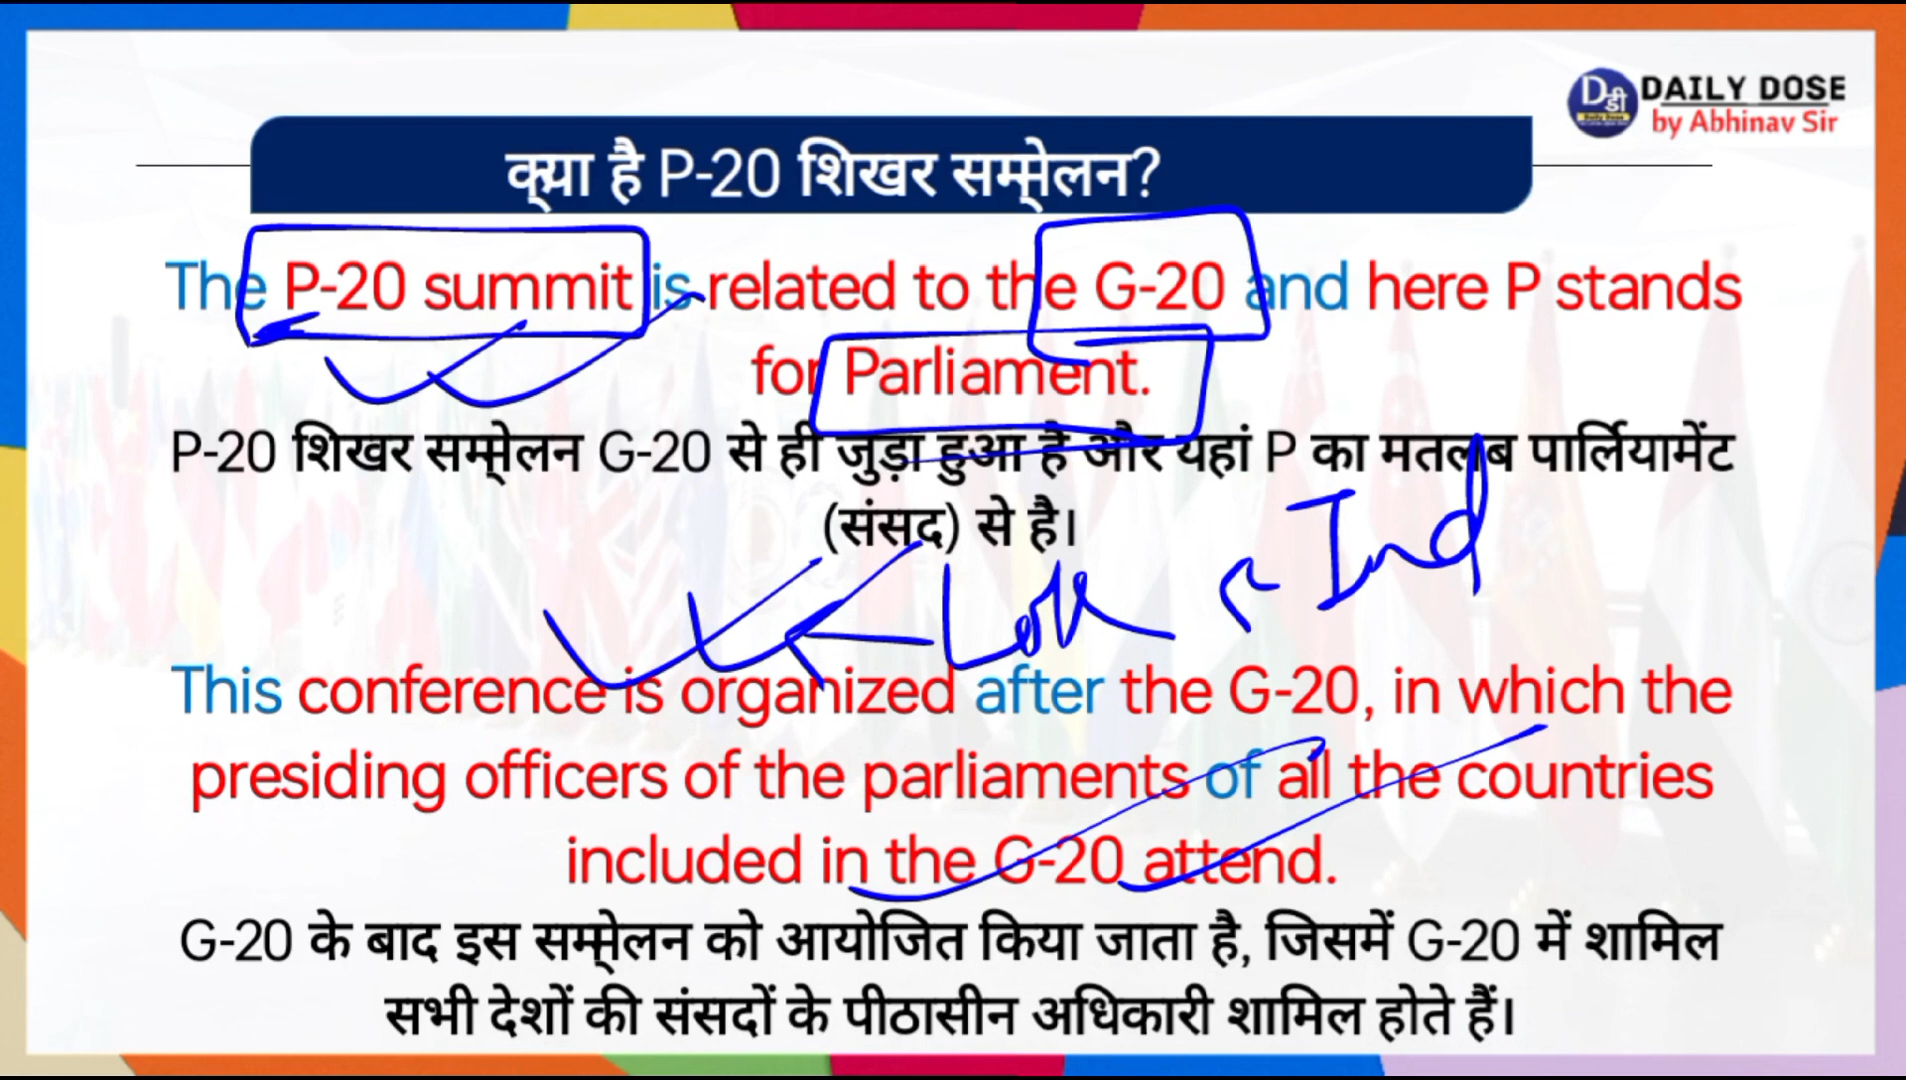 DAILY DOSE
by Abhinav Sir
क्या है P-20 शिखर सम्मेलन?
The P-20 summit is related to the G-20 and here P stands
for Parliament.
P-20 शिखर सम्मेलन G-20 से ही जुड़ा हुआ है और यहां P का मतलब पार्लियामेंट
(संसद) से है।
Ind
This conference is organized after the G-20, in which the
presiding officers of the parliaments of all the countries
included in the G-20 attend.
G-20 के बाद इस सम्मेलन को आयोजित किया जाता है, जिसमें G-20 में शामिल
सभी देशों की संसदों के पीठासीन अधिकारी शामिल होते हैं।